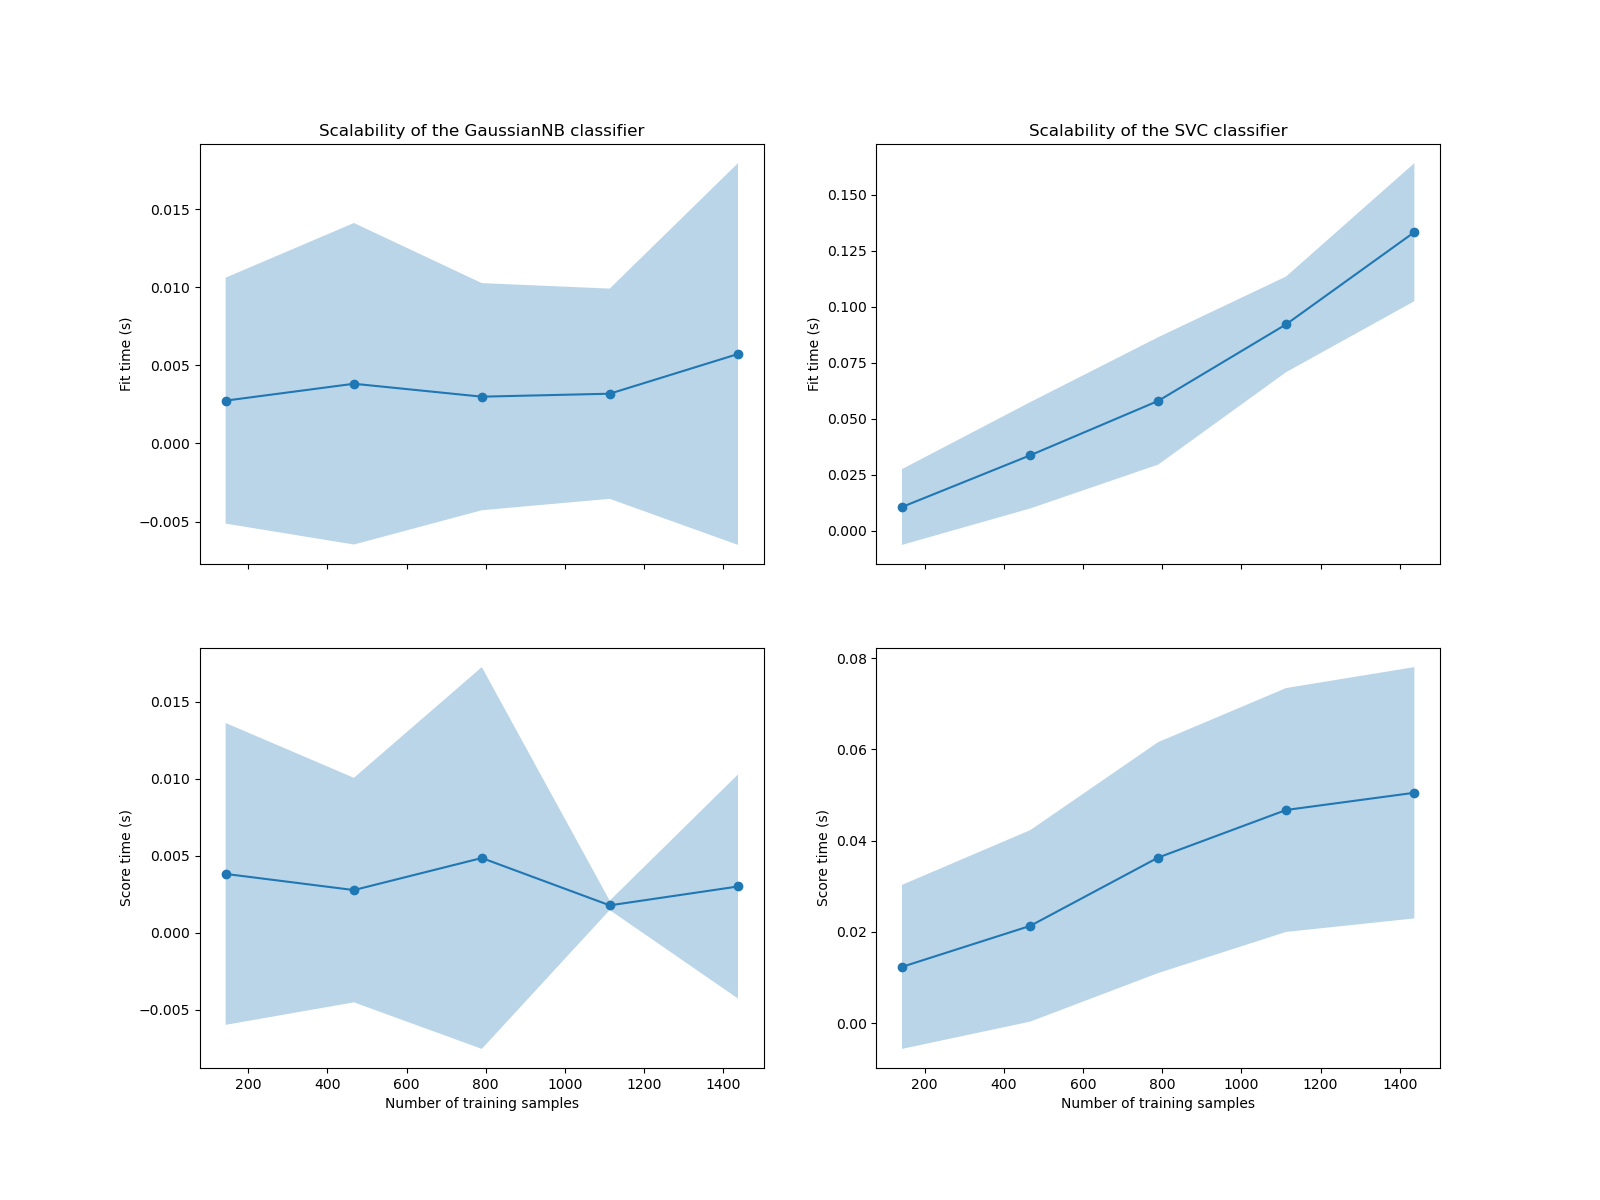 Scalability of the GaussianNB classifier
Fit time (s)
0.015
0.010
0.005
0.000
−0.005
Scalability of the SVC classifier
Fit time (s)
0.150
0.125
0.100
0.075
0.050
0.025
0.000
Score time (s)
0.015
0.010
0.005
0.000
−0.005
200 400 600 800 1000 1200 1400
Number of training samples
Score time (s)
0.08
0.06
0.04
0.02
0.00
200 400 600 800 1000 1200 1400
Number of training samples